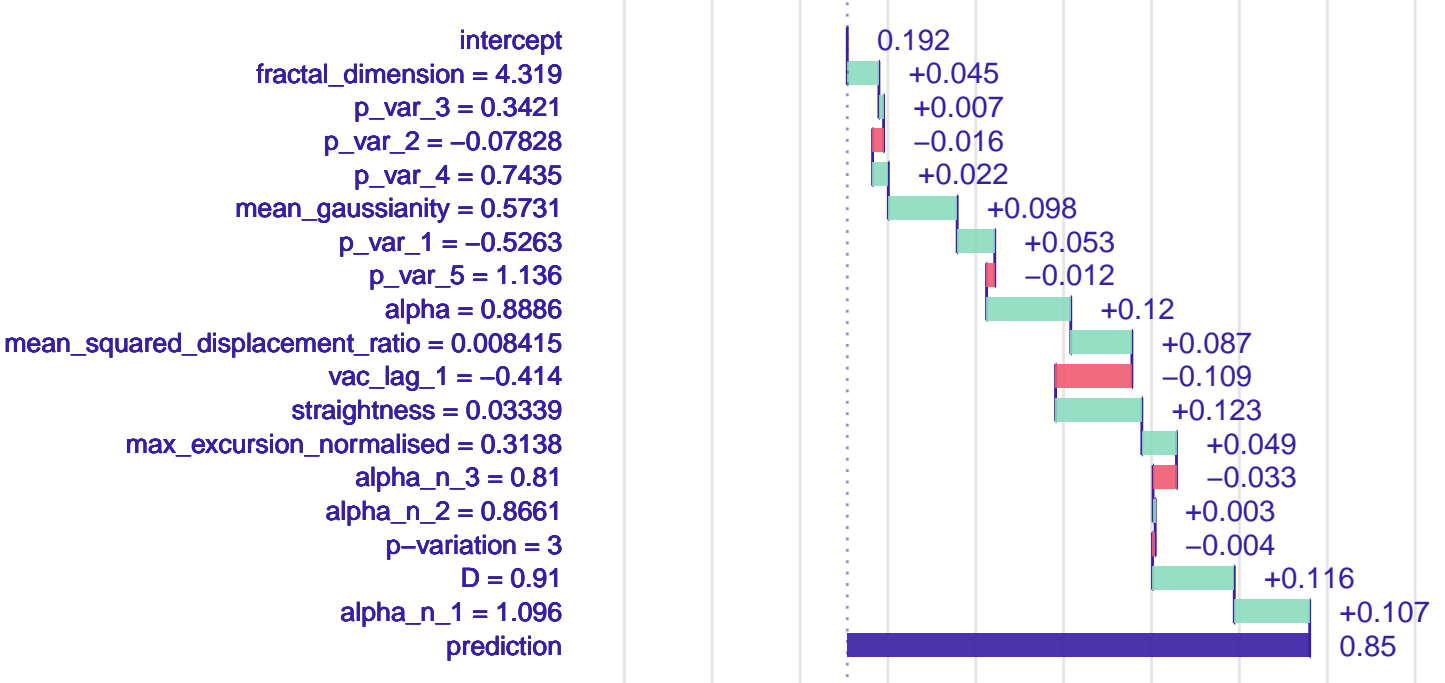 intercept 0.192
fractal_dimension = 4.319 +0.045
p_var_3 = 0.3421 +0.007
p_var_2 = −0.07828 −0.016
p_var_4 = 0.7435 +0.022
mean_gaussianity = 0.5731 +0.098
p_var_1 = −0.5263 +0.053
p_var_5 = 1.136 −0.012
alpha = 0.8886 +0.12
mean_squared_displacement_ratio = 0.008415 +0.087
vac_lag_1 = −0.414 −0.109
straightness = 0.03339 +0.123
max_excursion_normalised = 0.3138 +0.049
alpha_n_3 = 0.81 −0.033
alpha_n_2 = 0.8661 +0.003
p−variation = 3 −0.004
D = 0.91 +0.116
alpha_n_1 = 1.096 +0.107
prediction 0.85